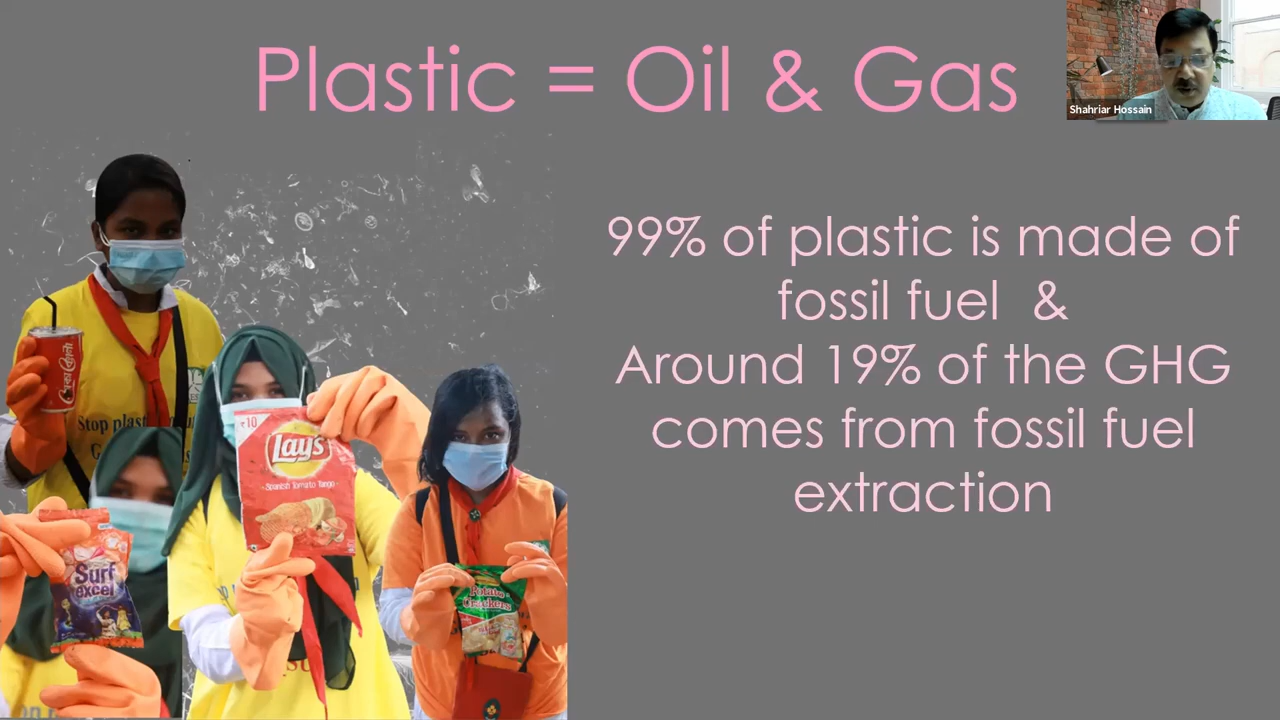 Plastic = Oil & Gas
Shahriar Hossain
99% of plastic is made of
fossil fuel &
Around 19% of the GHG
comes from fossil fuel
extraction
Stop plast
₹10
Lay's
Spanish Tomato Tango
Surf
excel
Potato
Crackers